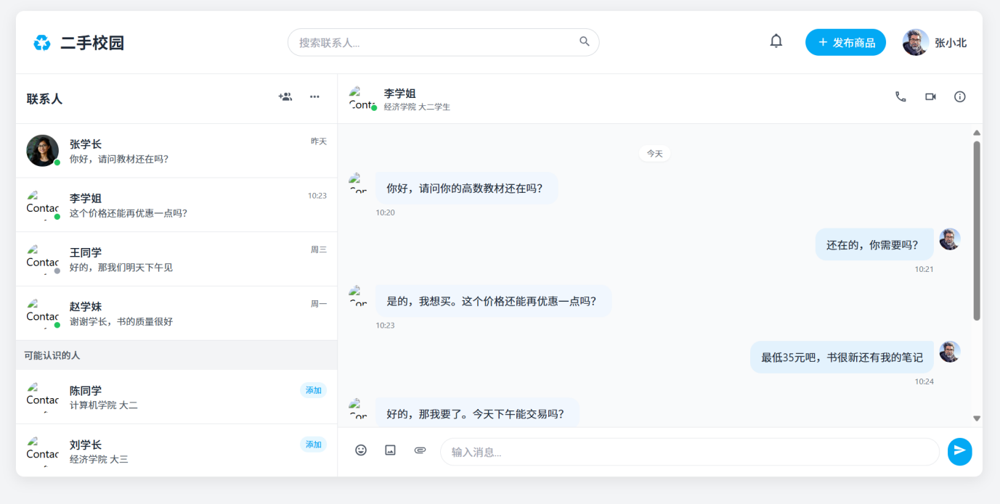 二手校园
搜索联系人...
发布商品
张小北
联系人
张学长
昨天
你好，请问教材还在吗？
Contac
李学姐
10:23
这个价格还能再优惠一点吗？
Contac
王同学
周三
好的，那我们明天下午见
Contac
赵学妹
周一
谢谢学长，书的质量很好
可能认识的人
Contac
陈同学
添加
计算机学院 大二
Contac
刘学长
添加
经济学院 大三
Conta
李学姐
经济学院 大二学生
今天
Con
你好，请问你的高数教材还在吗？
10:20
还在的，你需要吗？
10:21
Con
是的，我想买。这个价格还能再优惠一点吗？
10:23
最低35元吧，书很新还有我的笔记
10:24
Con
好的，那我要了。今天下午能交易吗？
输入消息...